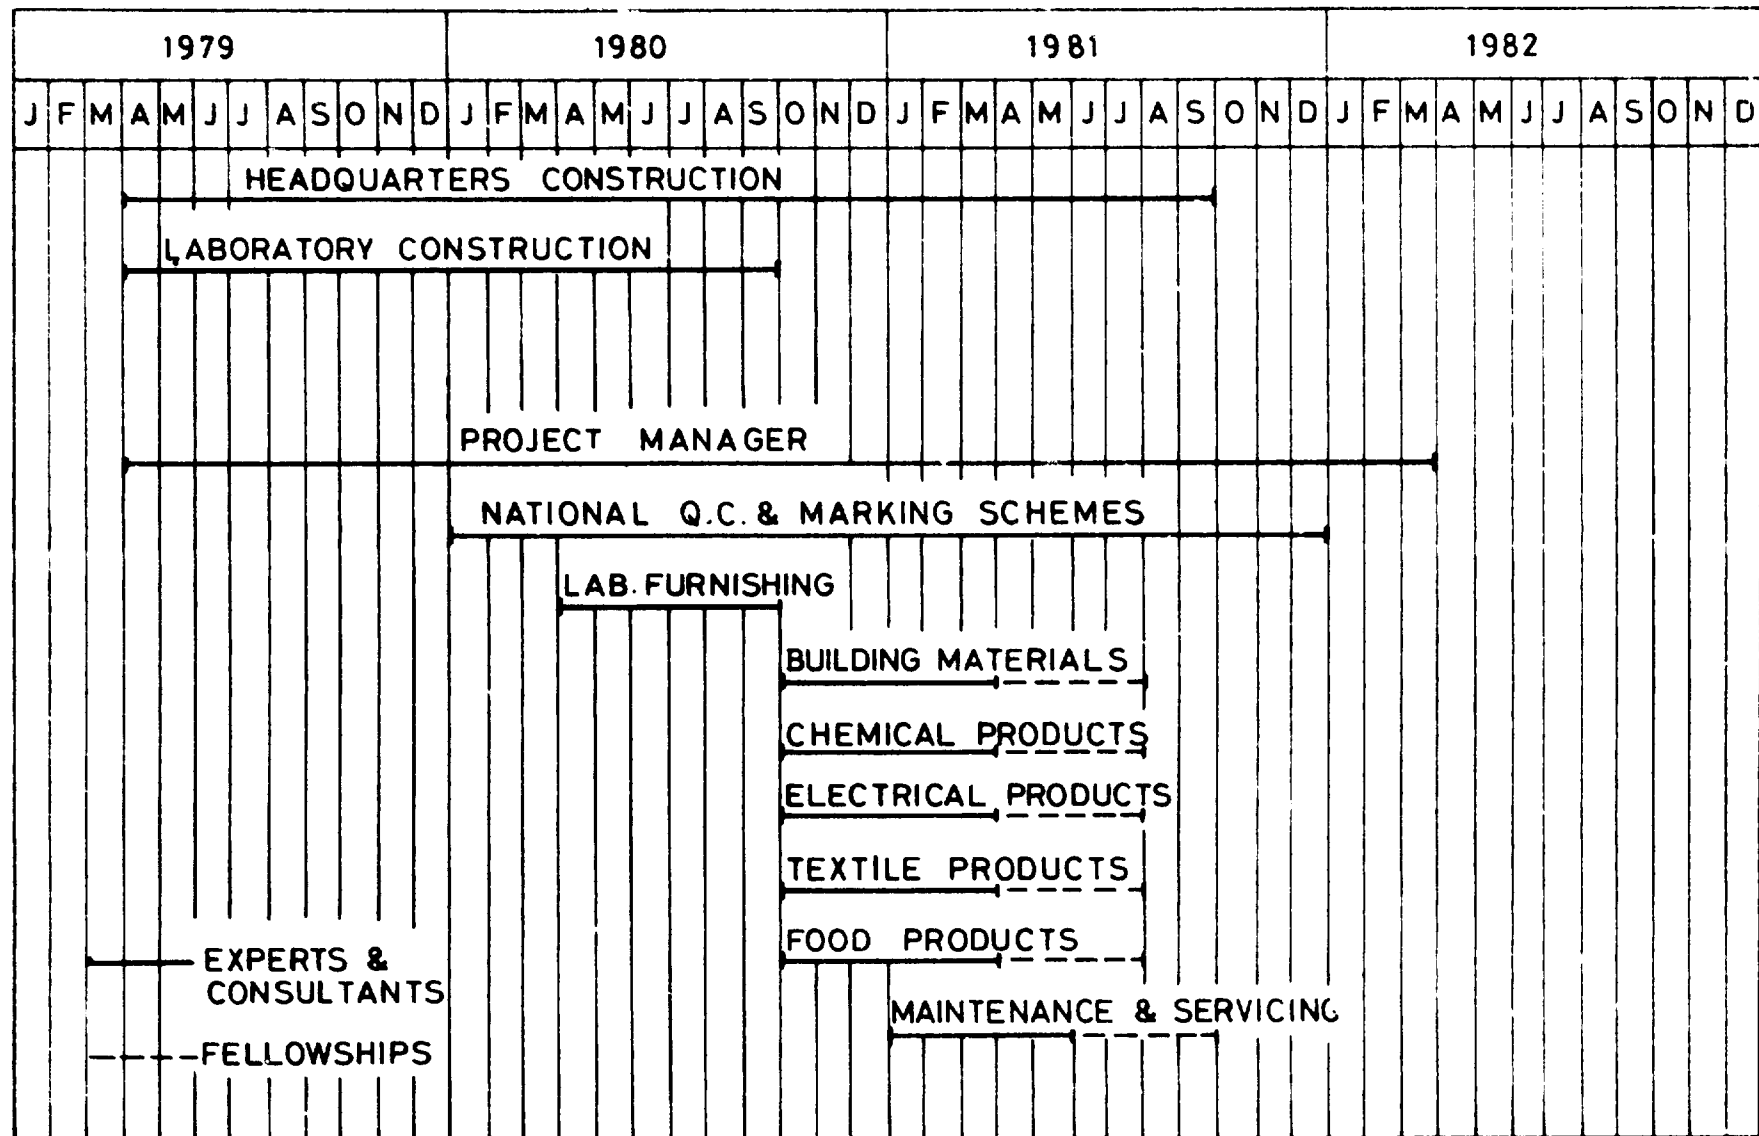 1979 1980 1981 1982
J F M A M J J A S O N D J F M A M J J A S O N D J F M A M J J A S O N D J F M A M J J A S O N D
HEADQUARTERS CONSTRUCTION
LABORATORY CONSTRUCTION
PROJECT MANAGER
NATIONAL Q.C. & MARKING SCHEMES
LAB. FURNISHING
BUILDING MATERIALS
CHEMICAL PRODUCTS
ELECTRICAL PRODUCTS
TEXTILE PRODUCTS
FOOD PRODUCTS
EXPERTS &
CONSULTANTS
MAINTENANCE & SERVICING
FELLOWSHIPS